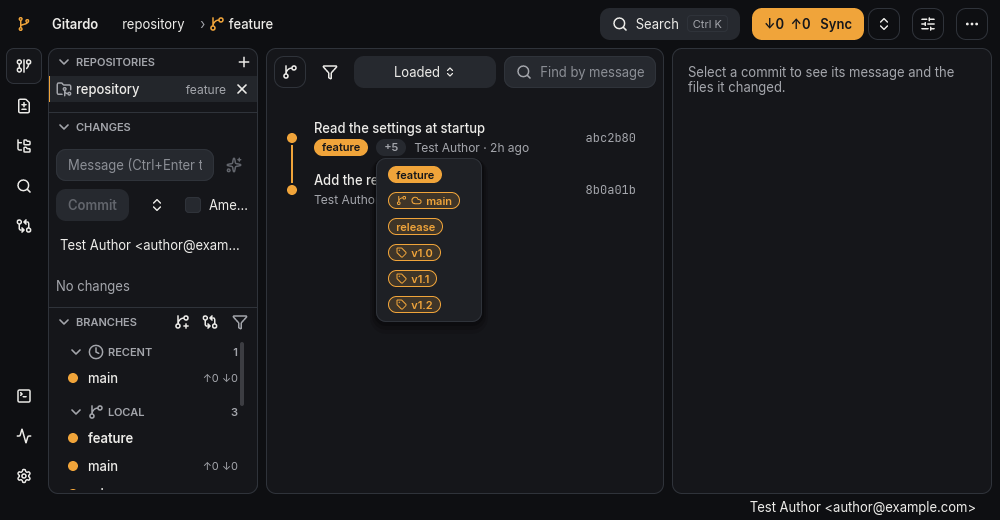 Gitardo
repository › feature
Search Ctrl K
↓0 ↑0 Sync
REPOSITORIES
repository feature
CHANGES
Message (Ctrl+Enter t
Commit
Ame...
Test Author <author@exam...
No changes
BRANCHES
RECENT 1
main ↑0 ↓0
LOCAL 3
feature
main ↑0 ↓0
Loaded
Find by message
Read the settings at startup
feature +5 Test Author · 2h ago
abc2b80
Add the re
Test Autho
8b0a01b
feature
main
release
v1.0
v1.1
v1.2
Select a commit to see its message and the
files it changed.
Test Author <author@example.com>